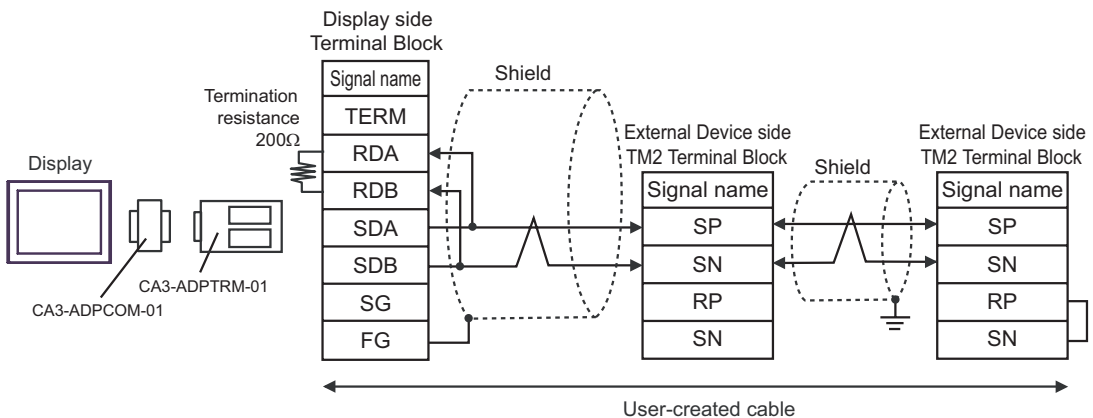 Display side
Terminal Block
Signal name
TERM
RDA
RDB
SDA
SDB
SG
FG
Termination
resistance
200Ω
Display
CA3-ADPCOM-01
CA3-ADPTRM-01
Shield
External Device side
TM2 Terminal Block
Signal name
SP
SN
RP
SN
Shield
External Device side
TM2 Terminal Block
Signal name
SP
SN
RP
SN
User-created cable